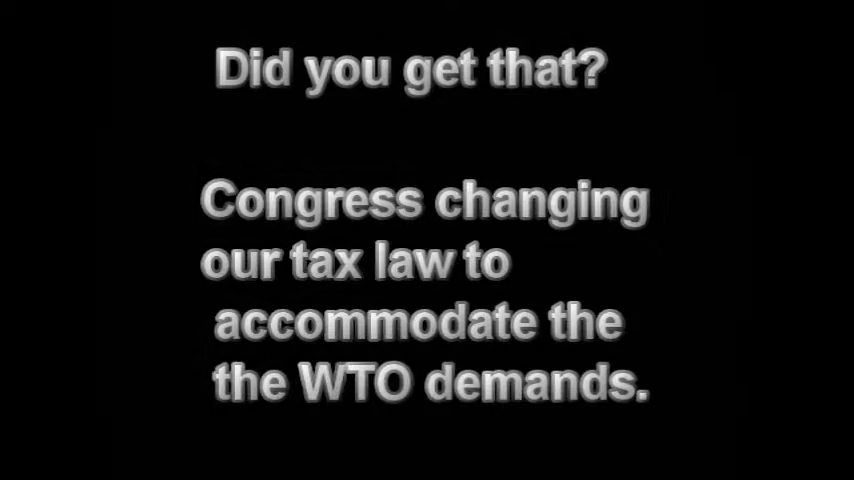 Did you get that?
Congress changing
our tax law to
accommodate the
the WTO demands.